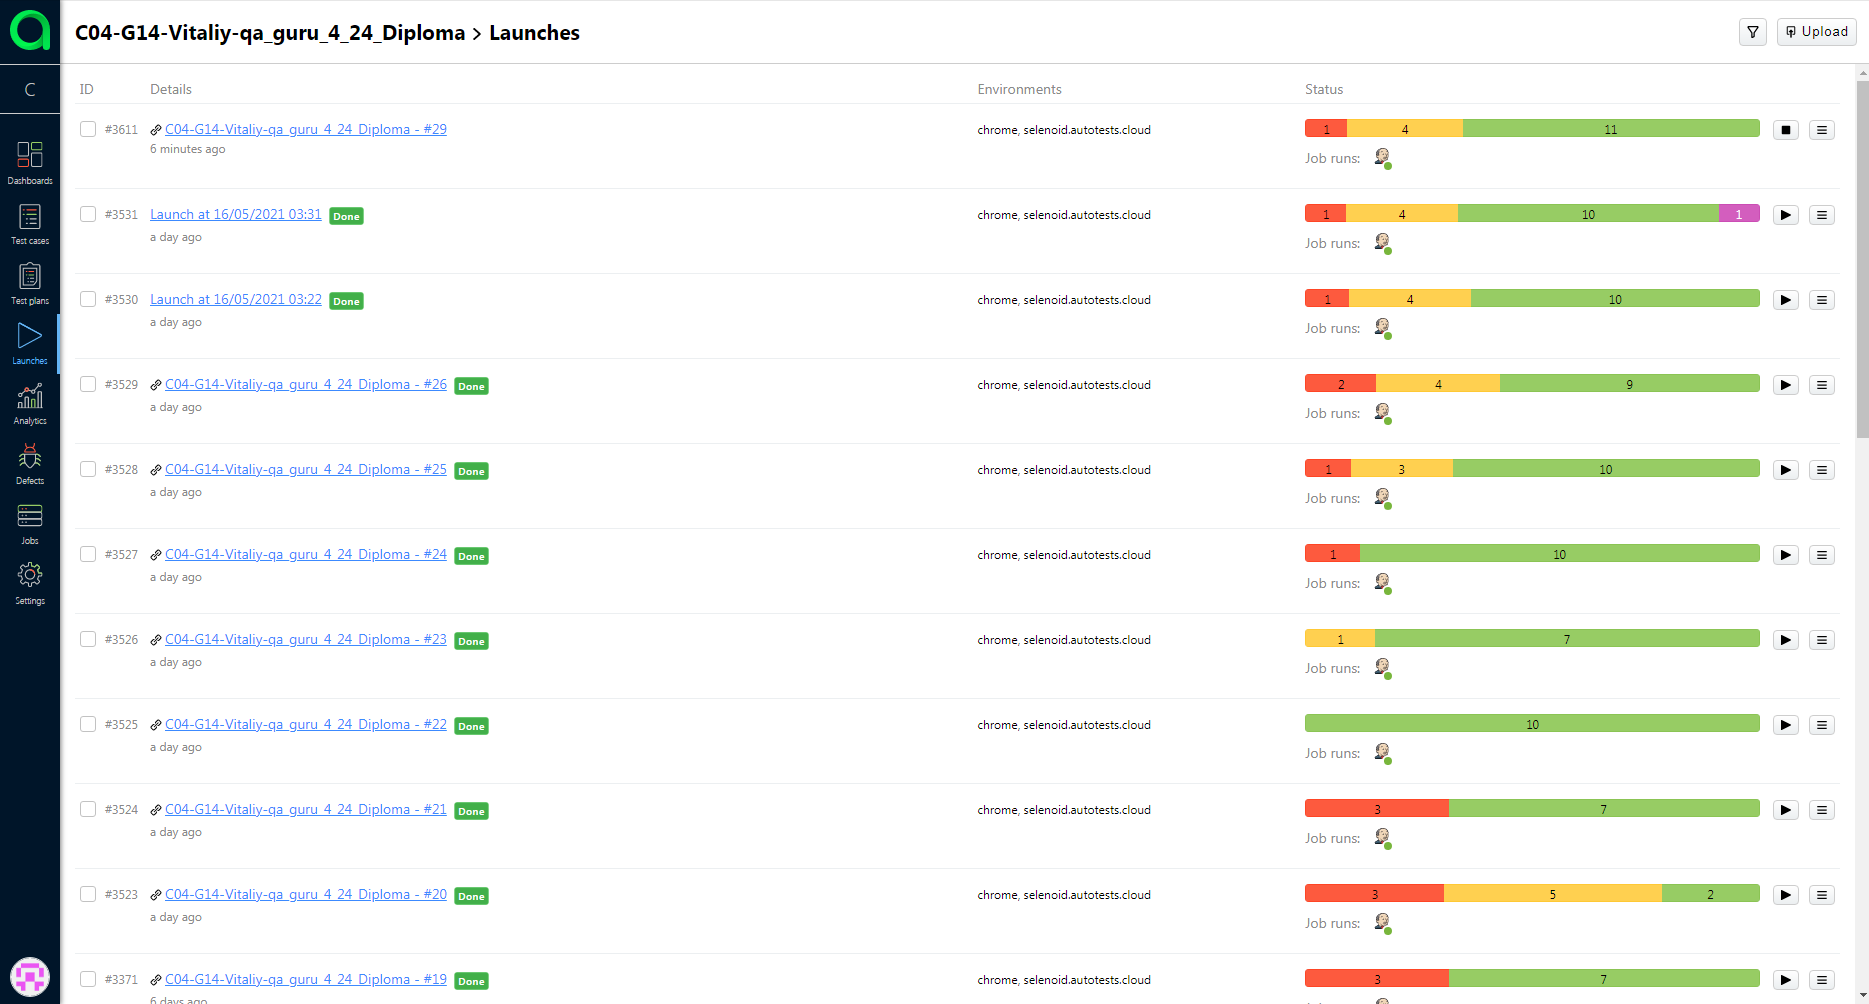 C04-G14-Vitaliy-qa_guru_4_24_Diploma > Launches
Upload
C
Dashboards
Test cases
Test plans
Launches
Analytics
Defects
Jobs
Settings
ID Details Environments Status
#3611 C04-G14-Vitaliy-qa_guru_4_24_Diploma - #29 chrome, selenoid.autotests.cloud 1 4 11
6 minutes ago Job runs:
#3531 Launch at 16/05/2021 03:31 Done chrome, selenoid.autotests.cloud 1 4 10 1
a day ago Job runs:
#3530 Launch at 16/05/2021 03:22 Done chrome, selenoid.autotests.cloud 1 4 10
a day ago Job runs:
#3529 C04-G14-Vitaliy-qa_guru_4_24_Diploma - #26 Done chrome, selenoid.autotests.cloud 2 4 9
a day ago Job runs:
#3528 C04-G14-Vitaliy-qa_guru_4_24_Diploma - #25 Done chrome, selenoid.autotests.cloud 1 3 10
a day ago Job runs:
#3527 C04-G14-Vitaliy-qa_guru_4_24_Diploma - #24 Done chrome, selenoid.autotests.cloud 1 10
a day ago Job runs:
#3526 C04-G14-Vitaliy-qa_guru_4_24_Diploma - #23 Done chrome, selenoid.autotests.cloud 1 7
a day ago Job runs:
#3525 C04-G14-Vitaliy-qa_guru_4_24_Diploma - #22 Done chrome, selenoid.autotests.cloud 10
a day ago Job runs:
#3524 C04-G14-Vitaliy-qa_guru_4_24_Diploma - #21 Done chrome, selenoid.autotests.cloud 3 7
a day ago Job runs:
#3523 C04-G14-Vitaliy-qa_guru_4_24_Diploma - #20 Done chrome, selenoid.autotests.cloud 3 5 2
a day ago Job runs:
#3371 C04-G14-Vitaliy-qa_guru_4_24_Diploma - #19 Done chrome, selenoid.autotests.cloud 3 7
6 days ago